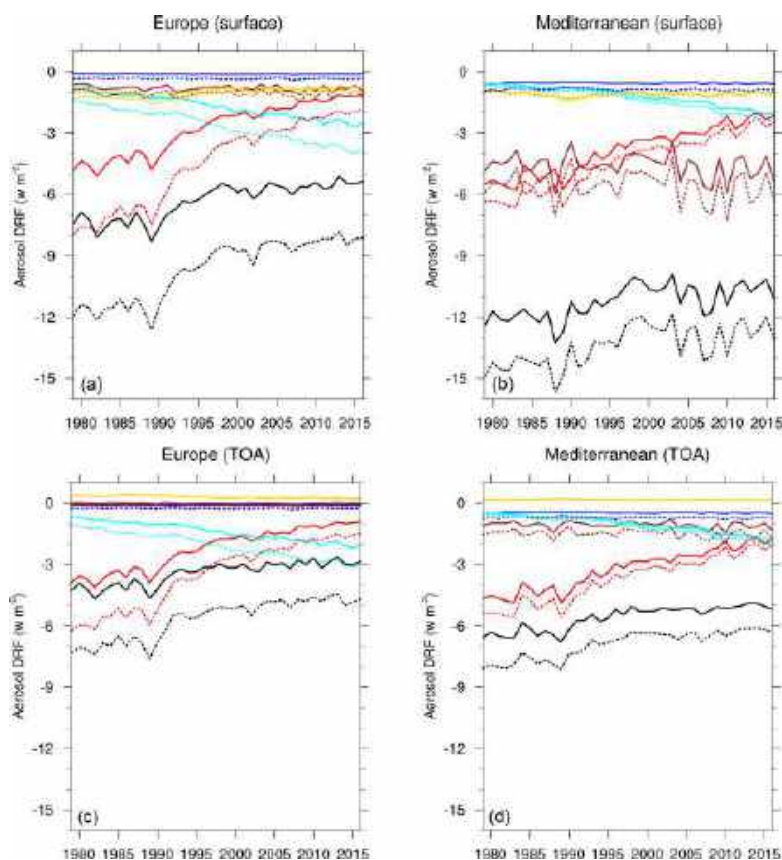 Europe (surface)
Mediterranean (surface)
Aerosol DRF (w m⁻²)
0
-3
-6
-9
-12
-15
(a)
1980 1985 1990 1995 2000 2005 2010 2015
Aerosol DRF (w m⁻²)
0
-3
-6
-9
-12
-15
(b)
1980 1985 1990 1995 2000 2005 2010 2015
Europe (TOA)
Mediterranean (TOA)
Aerosol DRF (w m⁻²)
0
-3
-6
-9
-12
-15
(c)
1980 1985 1990 1995 2000 2005 2010 2015
Aerosol DRF (w m⁻²)
0
-3
-6
-9
-12
-15
(d)
1980 1985 1990 1995 2000 2005 2010 2015